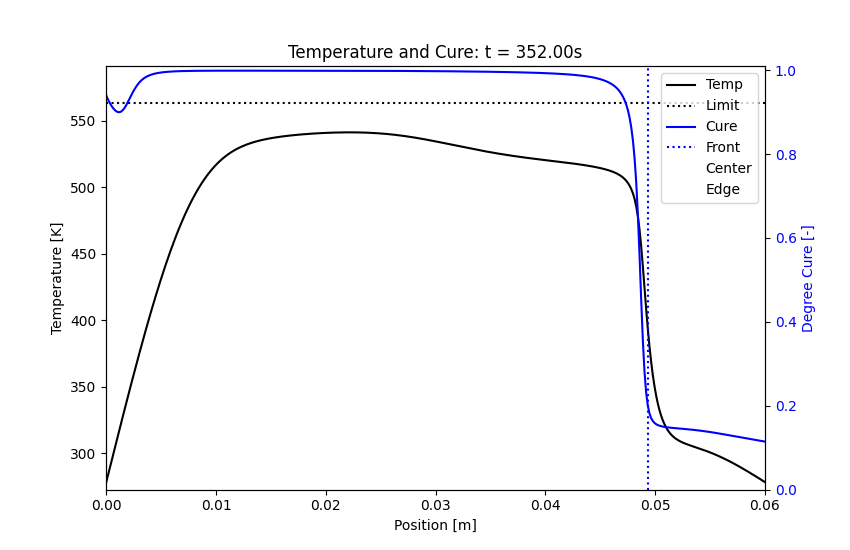 Temperature and Cure: t = 352.00s
Temperature [K]
550
500
450
400
350
300
Temp
Limit
Cure
Front
Center
Edge
1.0
0.8
0.6
0.4
0.2
0.0
Degree Cure [-]
0.00
0.01
0.02
0.03
0.04
0.05
0.06
Position [m]